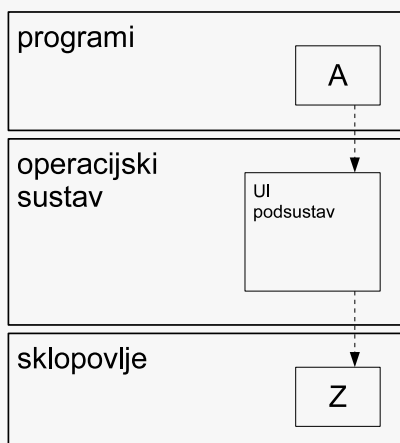 programi
A
operacijski
sustav
UI
podsustav
sklopovlje
Z